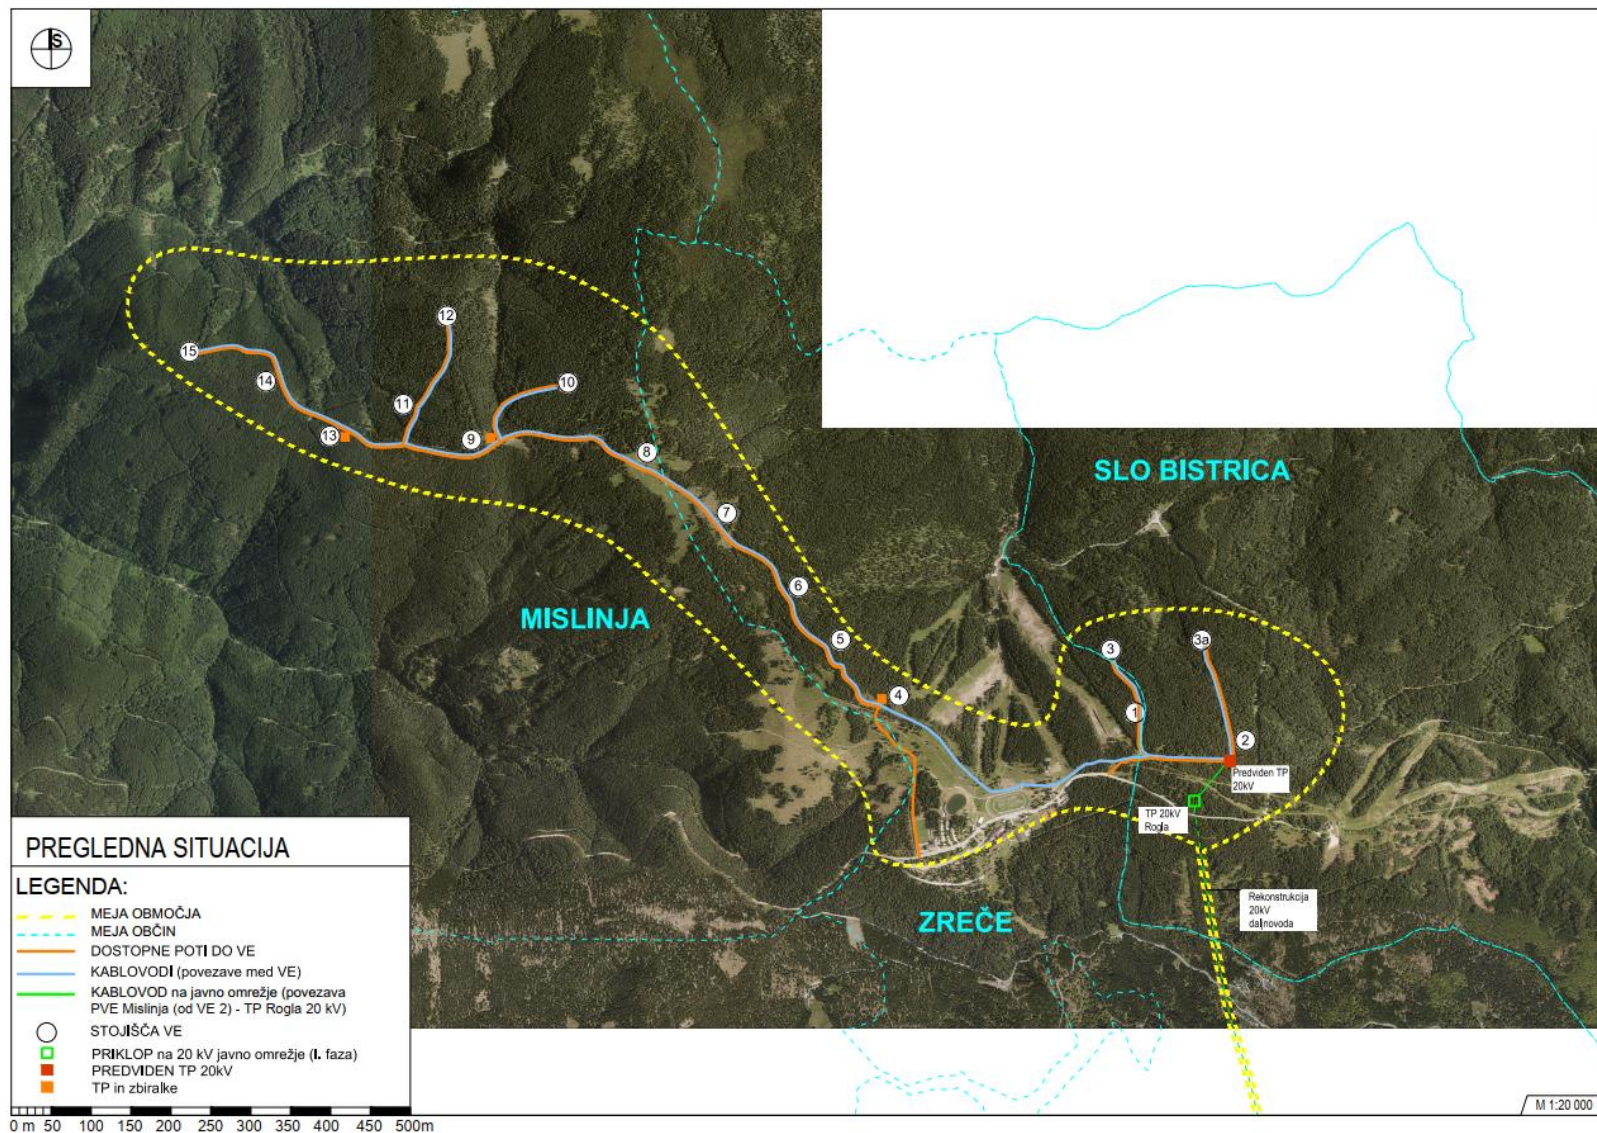 S
12
15
14
10
11
13
9
8
7
SLO BISTRICA
6
MISLINJA
5
3
3a
4
1
2
Predviden TP
20kV
TP 20kV
Rogla
PREGLEDNA SITUACIJA
LEGENDA:
MEJA OBMOČJA
MEJA OBČIN
DOSTOPNE POTI DO VE
KABLOVODI (povezave med VE)
KABLOVOD na javno omrežje (povezava
PVE Mislinja (od VE 2) - TP Rogla 20 kV)
STOJIŠČA VE
PRIKLOP na 20 kV javno omrežje (I. faza)
PREDVIDEN TP 20kV
TP in zbiralke
ZREČE
Rekonstrukcija
20kV
daljnovoda
M 1:20 000
0 m 50 100 150 200 250 300 350 400 450 500m